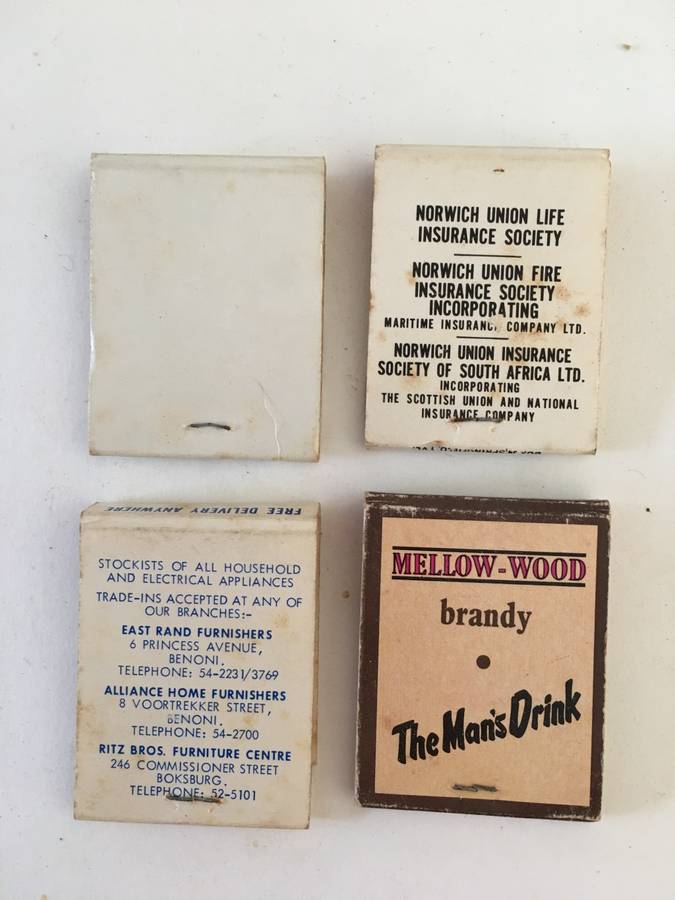 NORWICH UNION LIFE
INSURANCE SOCIETY
NORWICH UNION FIRE
INSURANCE SOCIETY
INCORPORATING
MARITIME INSURANC COMPANY LTD.
NORWICH UNION INSURANCE
SOCIETY OF SOUTH AFRICA LTD.
INCORPORATING
THE SCOTTISH UNION AND NATIONAL
INSURANCE COMPANY
FREE DELIVERY ANYWHERE
STOCKISTS OF ALL HOUSEHOLD
AND ELECTRICAL APPLIANCES
TRADE-INS ACCEPTED AT ANY OF
OUR BRANCHES:-
EAST RAND FURNISHERS
6 PRINCESS AVENUE,
BENONI.
TELEPHONE: 54-2231/3769
ALLIANCE HOME FURNISHERS
8 VOORTREKKER STREET,
BENONI.
TELEPHONE: 54-2700
RITZ BROS. FURNITURE CENTRE
246 COMMISSIONER STREET
BOKSBURG.
TELEPHONE: 52-5101
MELLOW-WOOD
brandy
The Man's Drink